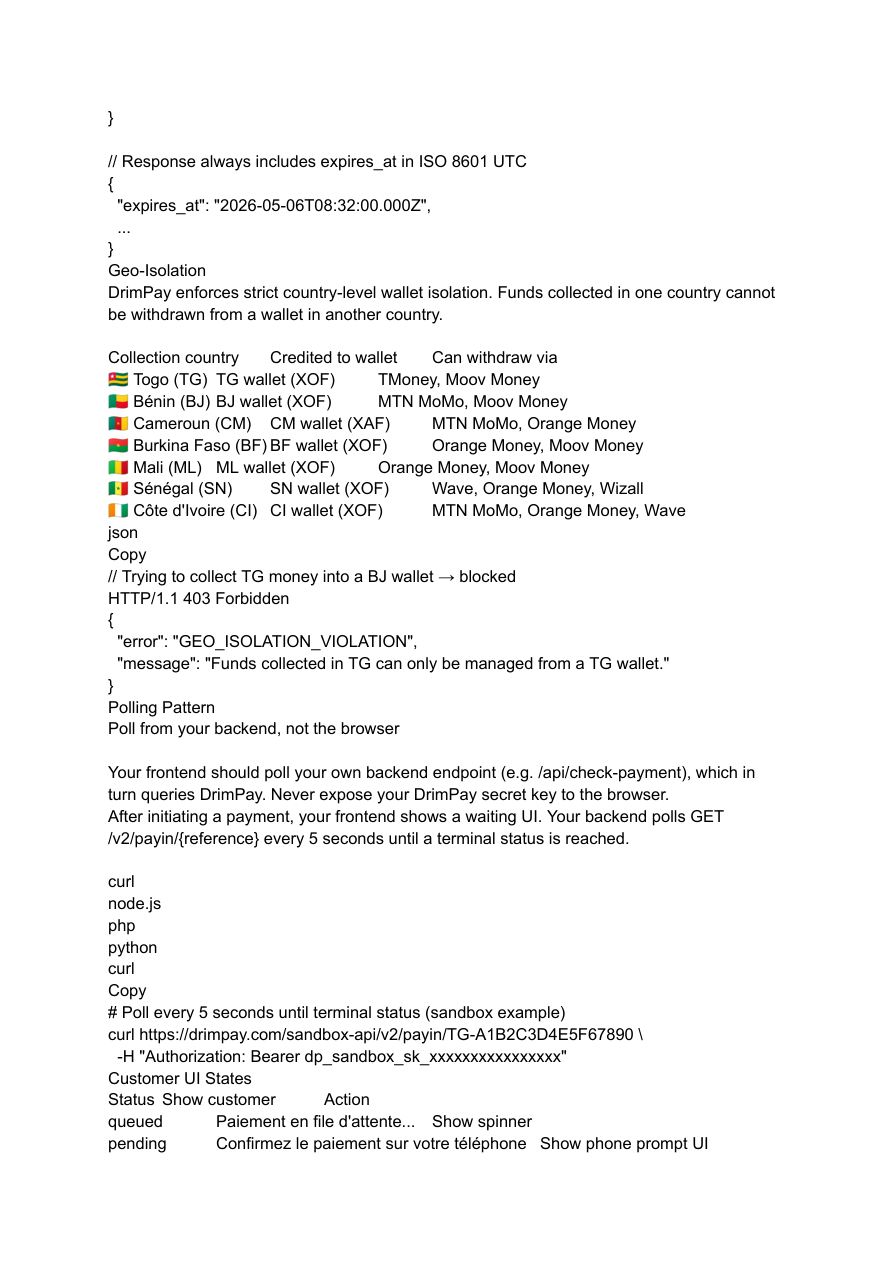 }
// Response always includes expires_at in ISO 8601 UTC
{
"expires_at": "2026-05-06T08:32:00.000Z",
...
}
Geo-Isolation
DrimPay enforces strict country-level wallet isolation. Funds collected in one country cannot
be withdrawn from a wallet in another country.
Collection country Credited to wallet Can withdraw via
🇹🇬 Togo (TG) TG wallet (XOF) TMoney, Moov Money
🇧🇯 Bénin (BJ) BJ wallet (XOF) MTN MoMo, Moov Money
🇨🇲 Cameroun (CM) CM wallet (XAF) MTN MoMo, Orange Money
🇧🇫 Burkina Faso (BF) BF wallet (XOF) Orange Money, Moov Money
🇲🇱 Mali (ML) ML wallet (XOF) Orange Money, Moov Money
🇸🇳 Sénégal (SN) SN wallet (XOF) Wave, Orange Money, Wizall
🇨🇮 Côte d'Ivoire (CI) CI wallet (XOF) MTN MoMo, Orange Money, Wave
json
Copy
// Trying to collect TG money into a BJ wallet → blocked
HTTP/1.1 403 Forbidden
{
"error": "GEO_ISOLATION_VIOLATION",
"message": "Funds collected in TG can only be managed from a TG wallet."
}
Polling Pattern
Poll from your backend, not the browser
Your frontend should poll your own backend endpoint (e.g. /api/check-payment), which in
turn queries DrimPay. Never expose your DrimPay secret key to the browser.
After initiating a payment, your frontend shows a waiting UI. Your backend polls GET
/v2/payin/{reference} every 5 seconds until a terminal status is reached.
curl
node.js
php
python
curl
Copy
# Poll every 5 seconds until terminal status (sandbox example)
curl https://drimpay.com/sandbox-api/v2/payin/TG-A1B2C3D4E5F67890 \
-H "Authorization: Bearer dp_sandbox_sk_xxxxxxxxxxxxxxxx"
Customer UI States
Status Show customer Action
queued Paiement en file d'attente... Show spinner
pending Confirmez le paiement sur votre téléphone Show phone prompt UI